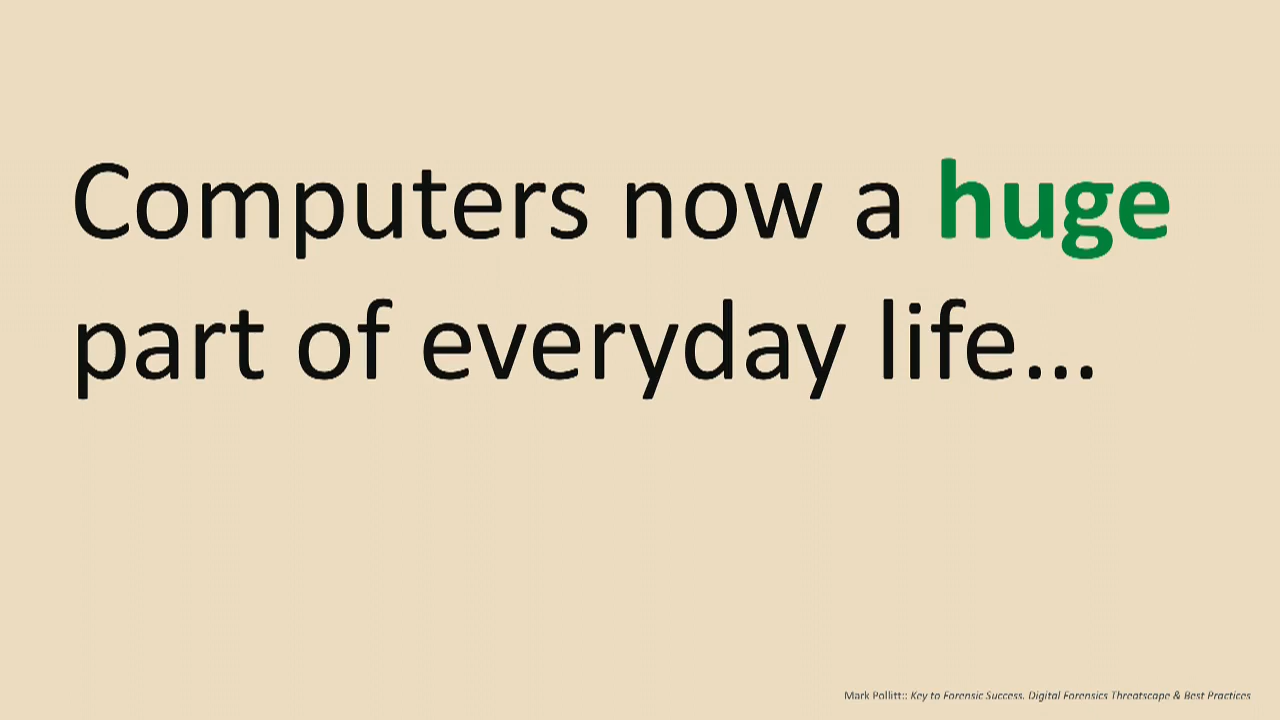 Computers now a huge
part of everyday life...
Mark Pollitt:: Key to Forensic Success. Digital Forensics Threatscape & Best Practices